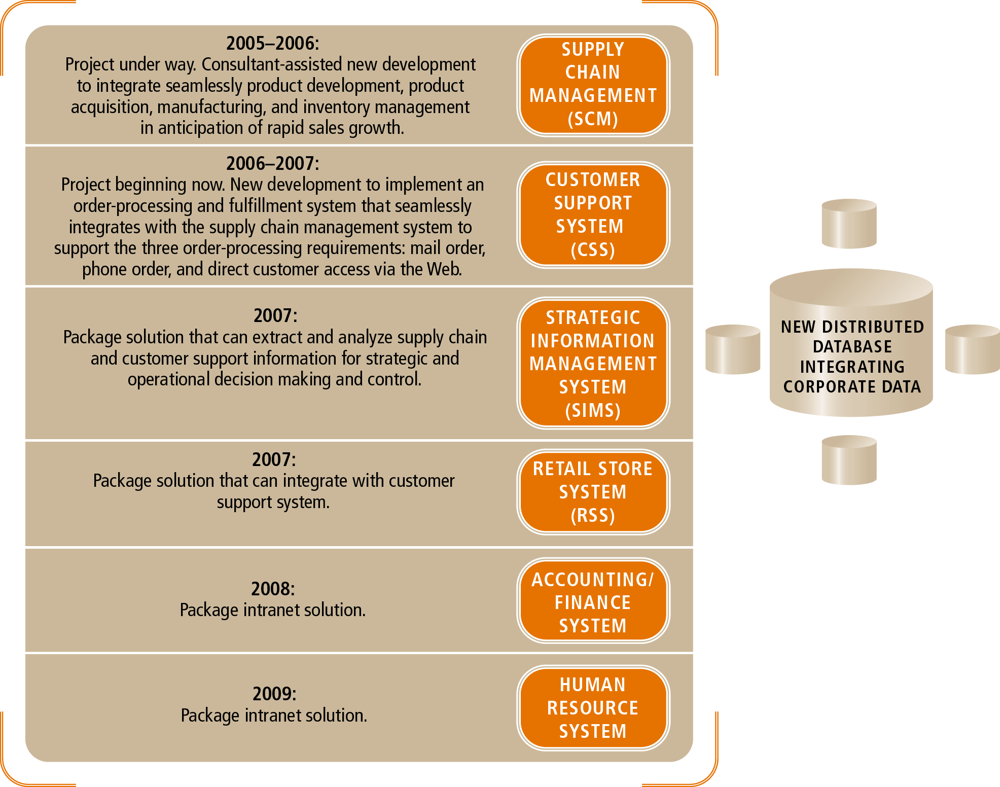 2005–2006:
Project under way. Consultant-assisted new development
to integrate seamlessly product development, product
acquisition, manufacturing, and inventory management
in anticipation of rapid sales growth.
SUPPLY
CHAIN
MANAGEMENT
(SCM)
2006–2007:
Project beginning now. New development to implement an
order-processing and fulfillment system that seamlessly
integrates with the supply chain management system to
support the three order-processing requirements: mail order,
phone order, and direct customer access via the Web.
CUSTOMER
SUPPORT
SYSTEM
(CSS)
2007:
Package solution that can extract and analyze supply chain
and customer support information for strategic and
operational decision making and control.
STRATEGIC
INFORMATION
MANAGEMENT
SYSTEM
(SIMS)
2007:
Package solution that can integrate with customer
support system.
RETAIL STORE
SYSTEM
(RSS)
2008:
Package intranet solution.
ACCOUNTING/
FINANCE
SYSTEM
2009:
Package intranet solution.
HUMAN
RESOURCE
SYSTEM
NEW DISTRIBUTED
DATABASE
INTEGRATING
CORPORATE DATA